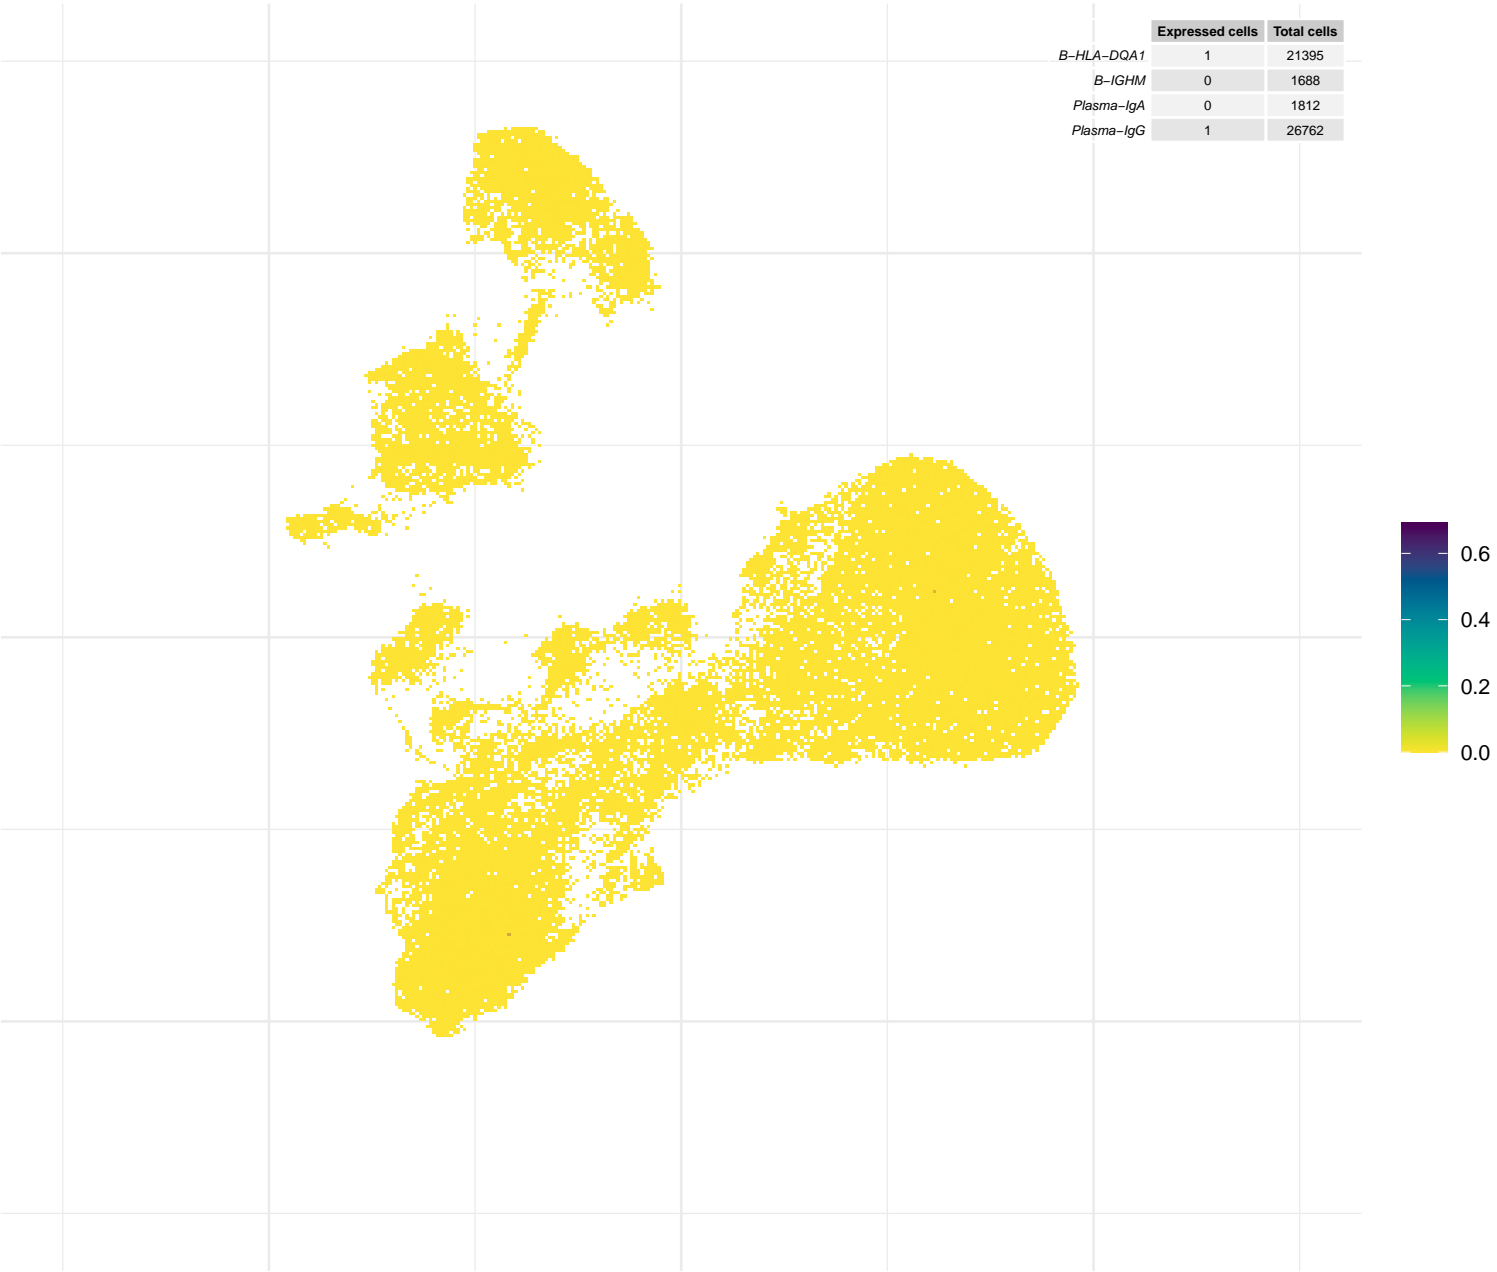 Expressed cells Total cells
B−HLA−DQA1 1 21395
B−IGHM 0 1688
Plasma−IgA 0 1812
Plasma−IgG 1 26762
0.6
0.4
0.2
0.0